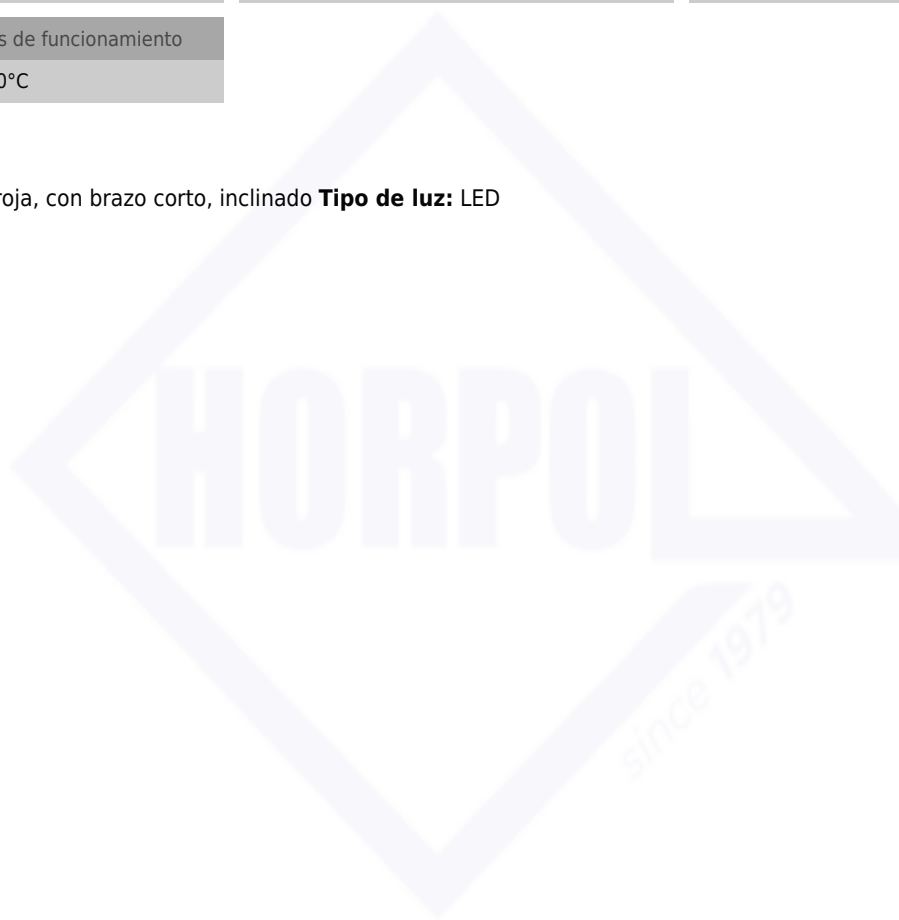 s de funcionamiento
0°C
roja, con brazo corto, inclinado Tipo de luz: LED
HORPOL
since 1979